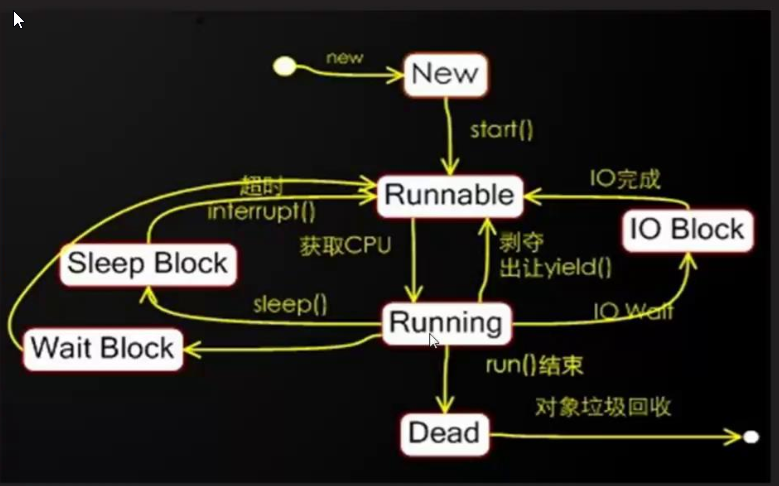 new
New
start()
超时
Runnable
IO完成
interrupt()
获取CPU
剥夺
出让yield()
IO Block
Sleep Block
sleep()
Running
IO Wait
Wait Block
run()结束
对象垃圾回收
Dead